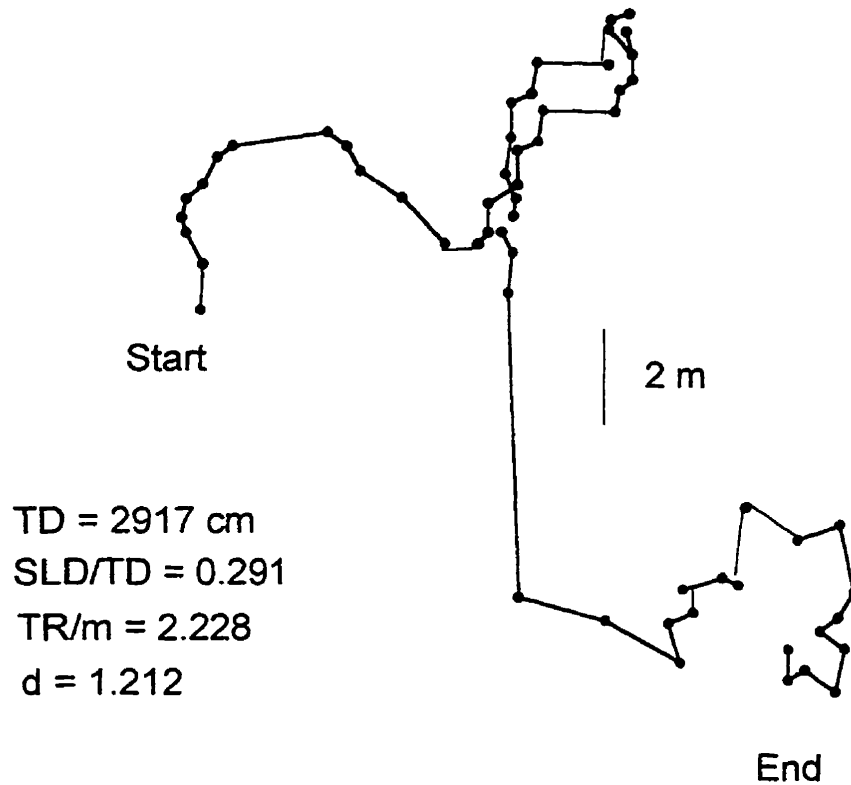 Start
2 m
TD = 2917 cm
SLD/TD = 0.291
TR/m = 2.228
d = 1.212
End